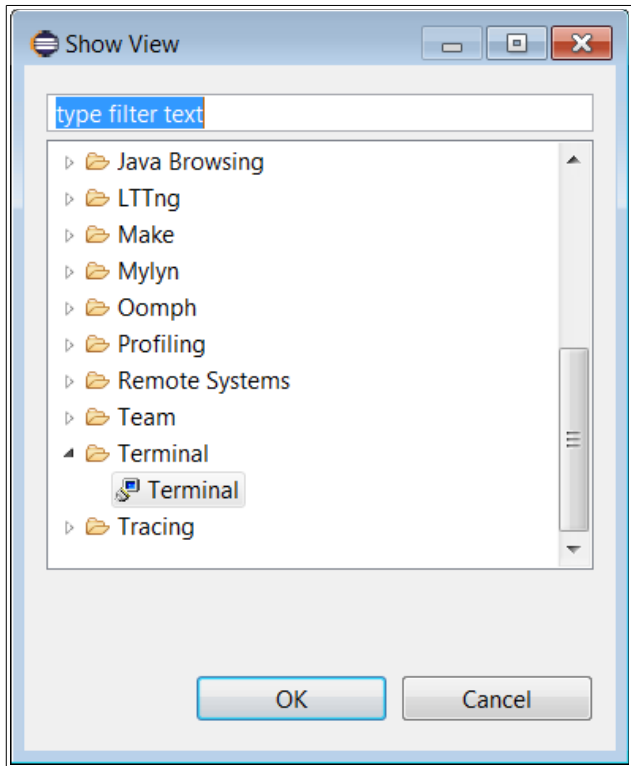 Show View
type filter text
Java Browsing
LTTng
Make
Mylyn
Oomph
Profiling
Remote Systems
Team
Terminal
Terminal
Tracing
OK Cancel